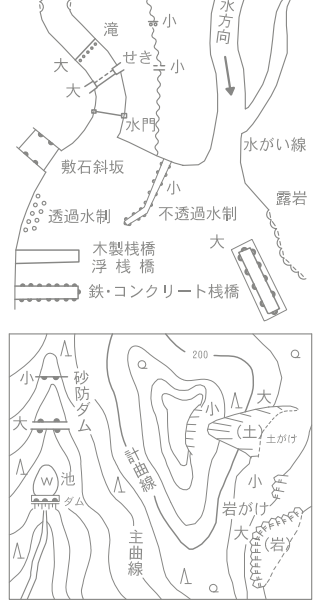 水方向
滝
小
大
せき
小
大
水門
水がい線
敷石斜坂
小
露岩
透過水制
不透過水制
大
木製桟橋
浮桟橋
鉄・コンクリート桟橋
200
小
砂防ダム
大
小
大
(土)
土がけ
計曲線
池
W
ダム
小
岩がけ
大
(岩)
主曲線